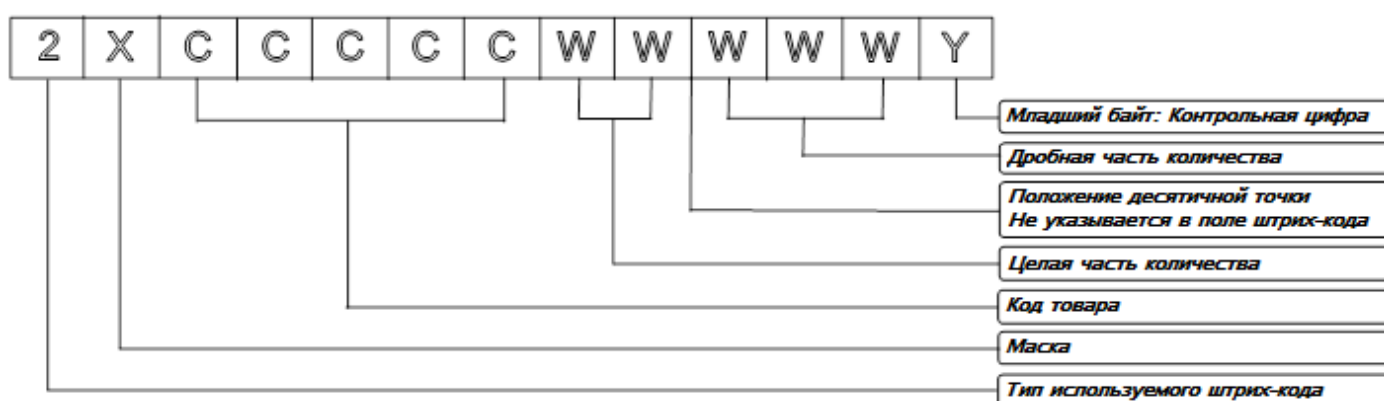 2 X C C C C C W W W W W Y
Младший байт: Контрольная цифра
Дробная часть количества
Положение десятичной точки
Не указывается в поле штрих-кода
Целая часть количества
Код товара
Маска
Тип используемого штрих-кода